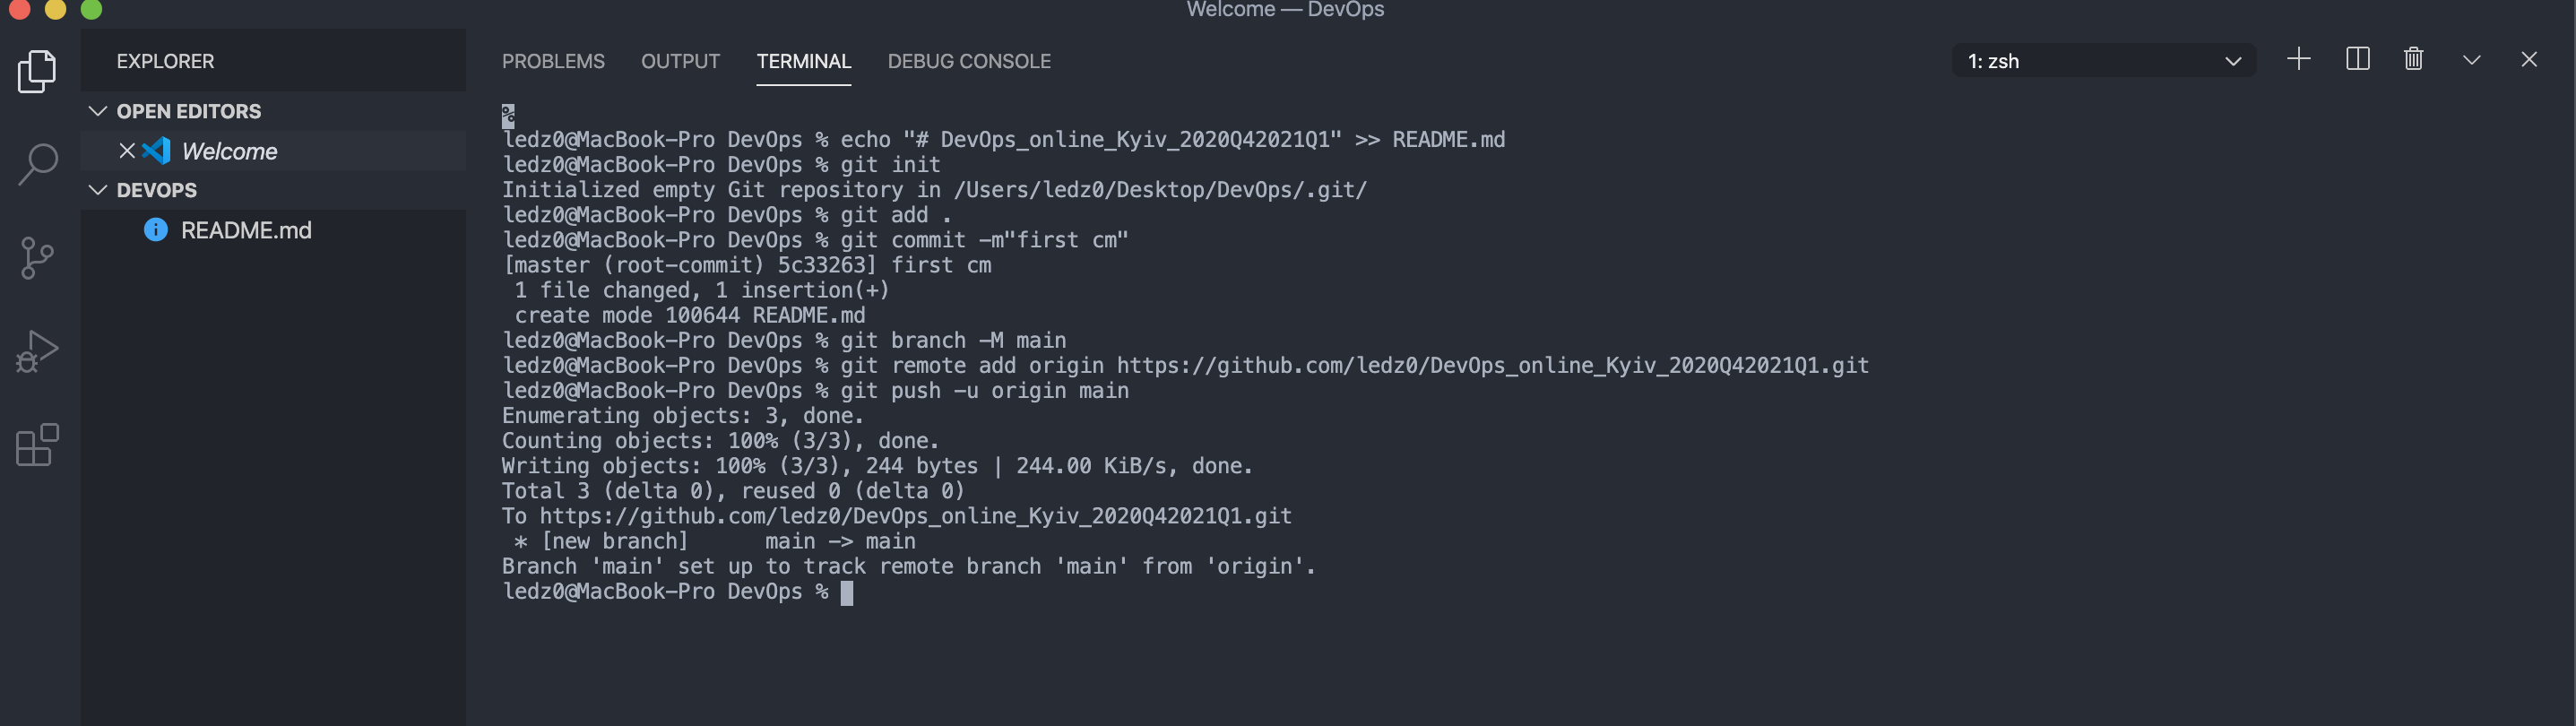 Welcome — DevOps
EXPLORER
OPEN EDITORS
Welcome
DEVOPS
README.md
PROBLEMS OUTPUT TERMINAL DEBUG CONSOLE 1: zsh
%
ledz0@MacBook-Pro DevOps % echo "# DevOps_online_Kyiv_2020Q42021Q1" >> README.md
ledz0@MacBook-Pro DevOps % git init
Initialized empty Git repository in /Users/ledz0/Desktop/DevOps/.git/
ledz0@MacBook-Pro DevOps % git add .
ledz0@MacBook-Pro DevOps % git commit -m"first cm"
[master (root-commit) 5c33263] first cm
 1 file changed, 1 insertion(+)
 create mode 100644 README.md
ledz0@MacBook-Pro DevOps % git branch -M main
ledz0@MacBook-Pro DevOps % git remote add origin https://github.com/ledz0/DevOps_online_Kyiv_2020Q42021Q1.git
ledz0@MacBook-Pro DevOps % git push -u origin main
Enumerating objects: 3, done.
Counting objects: 100% (3/3), done.
Writing objects: 100% (3/3), 244 bytes | 244.00 KiB/s, done.
Total 3 (delta 0), reused 0 (delta 0)
To https://github.com/ledz0/DevOps_online_Kyiv_2020Q42021Q1.git
 * [new branch]      main -> main
Branch 'main' set up to track remote branch 'main' from 'origin'.
ledz0@MacBook-Pro DevOps %